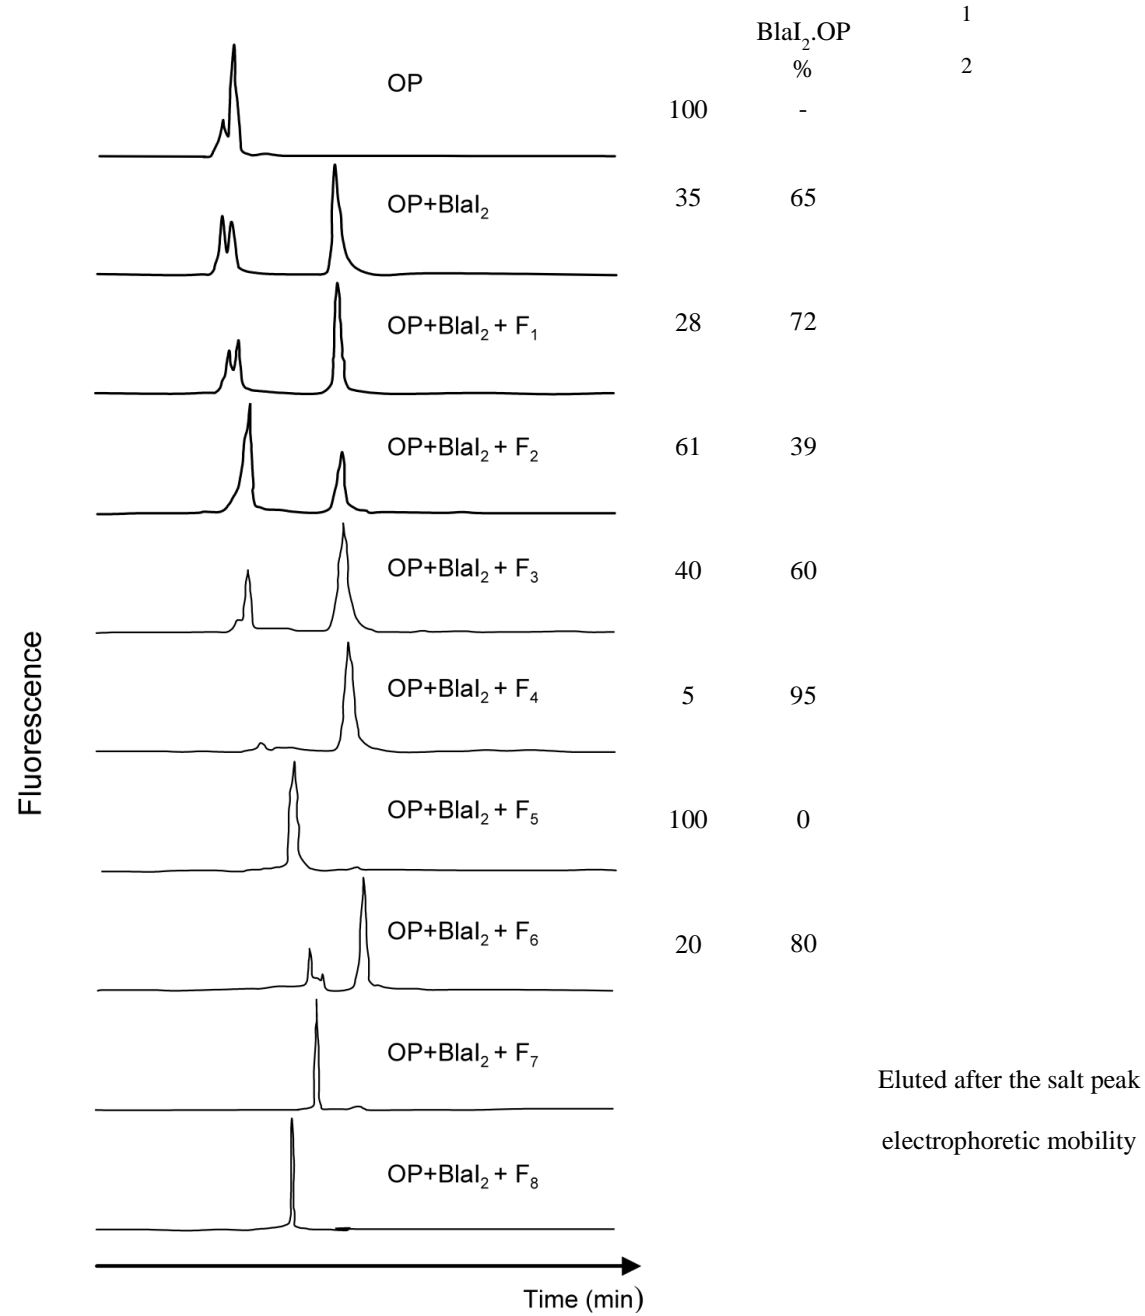 1
BlaI2.OP
%
2
OP
100
-
OP+BlaI2
35
65
OP+BlaI2 + F1
28
72
OP+BlaI2 + F2
61
39
OP+BlaI2 + F3
40
60
OP+BlaI2 + F4
5
95
OP+BlaI2 + F5
100
0
OP+BlaI2 + F6
20
80
OP+BlaI2 + F7
Eluted after the salt peak
electrophoretic mobility
OP+BlaI2 + F8
Fluorescence
Time (min)